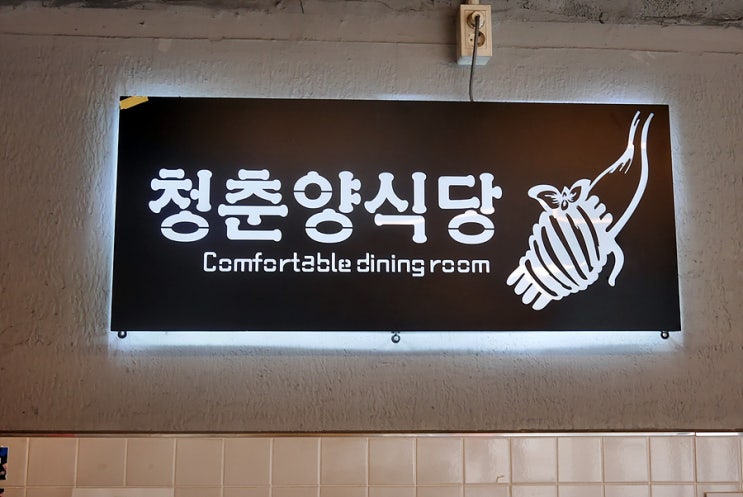 청춘양식당
Comfortable dining room